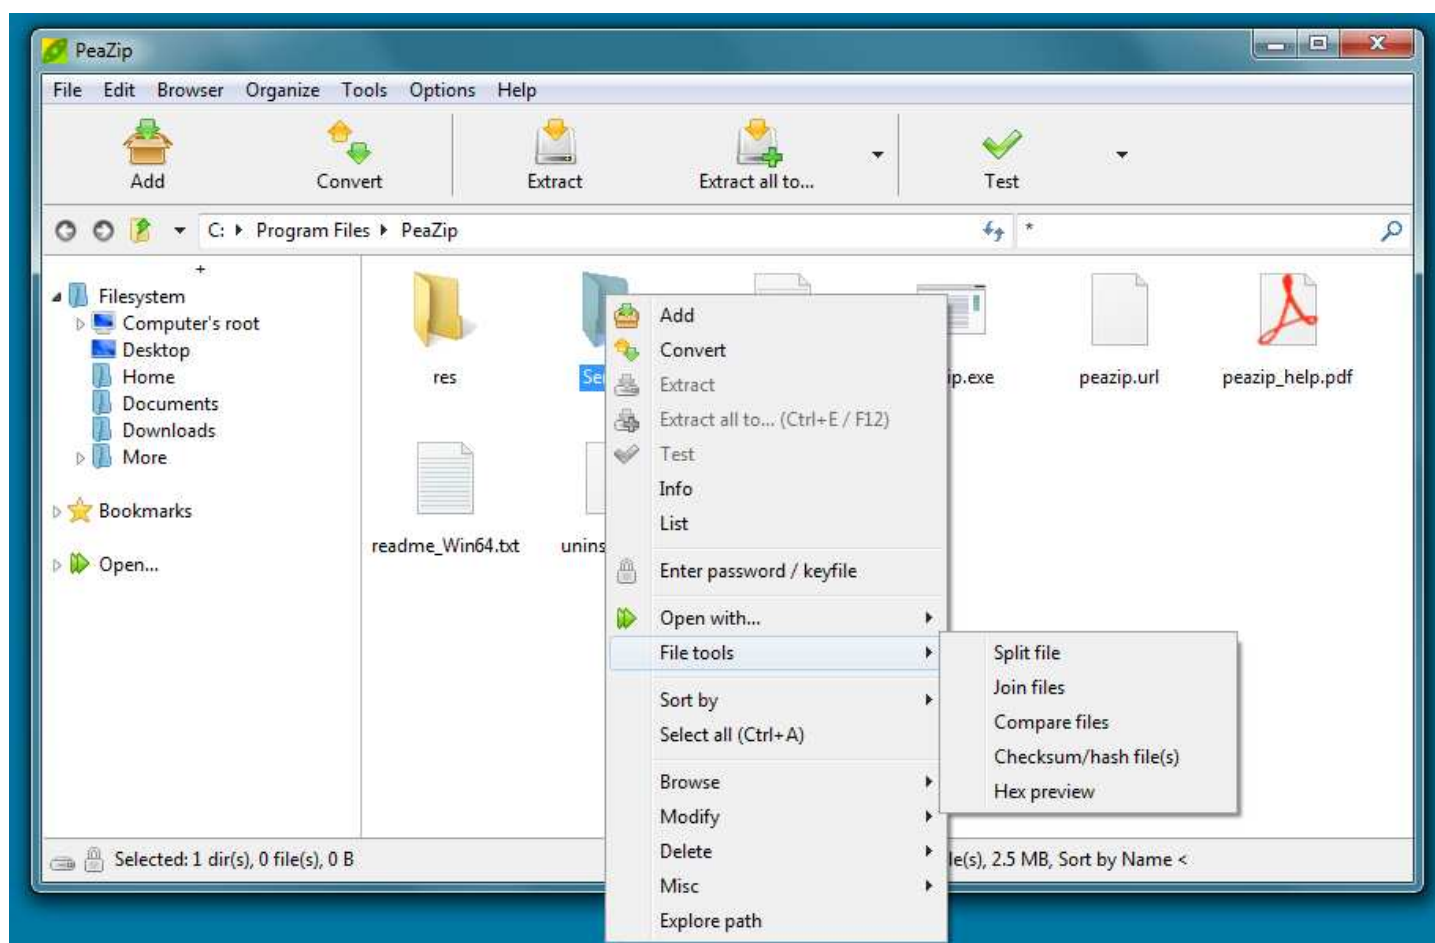 PeaZip
File Edit Browser Organize Tools Options Help
Add Convert Extract Extract all to... Test
C: Program Files PeaZip *
+
Filesystem
Computer's root
Desktop
Home
Documents
Downloads
More
Bookmarks
Open...
res
peazip.url
peazip_help.pdf
readme_Win64.txt
Add
Convert
Extract
Extract all to... (Ctrl+E / F12)
Test
Info
List
Enter password / keyfile
Open with...
File tools
Sort by
Select all (Ctrl+A)
Browse
Modify
Delete
Misc
Explore path
Split file
Join files
Compare files
Checksum/hash file(s)
Hex preview
Selected: 1 dir(s), 0 file(s), 0 B
le(s), 2.5 MB, Sort by Name <